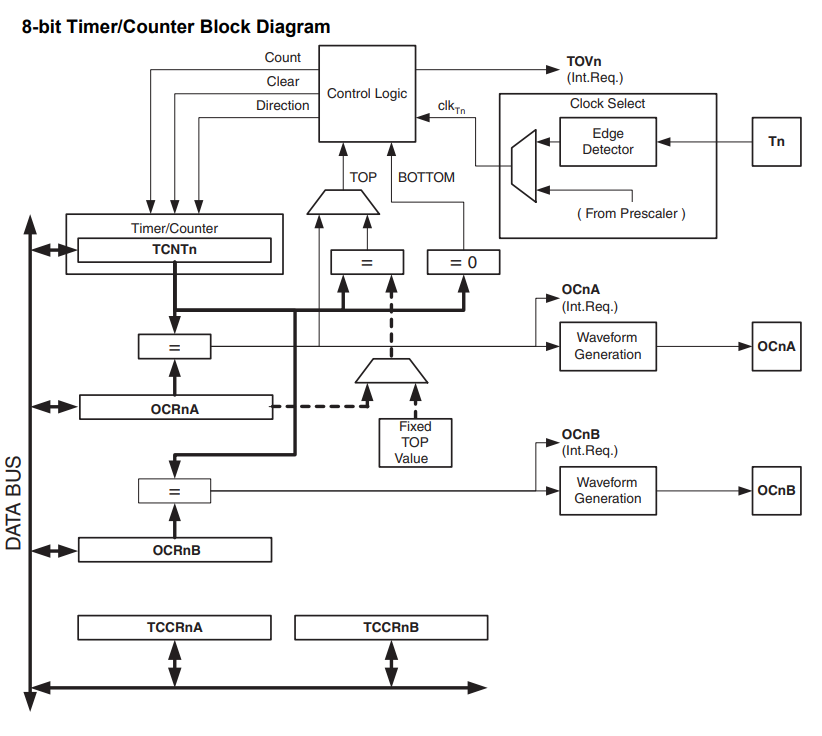 8-bit Timer/Counter Block Diagram
Count
Clear
Direction
Control Logic
TOVn
(Int.Req.)
clkTn
Clock Select
Edge
Detector
Tn
( From Prescaler )
TOP
BOTTOM
Timer/Counter
TCNTn
=
= 0
OCnA
(Int.Req.)
=
Waveform
Generation
OCnA
OCRnA
Fixed
TOP
Value
OCnB
(Int.Req.)
=
Waveform
Generation
OCnB
OCRnB
DATA BUS
TCCRnA
TCCRnB